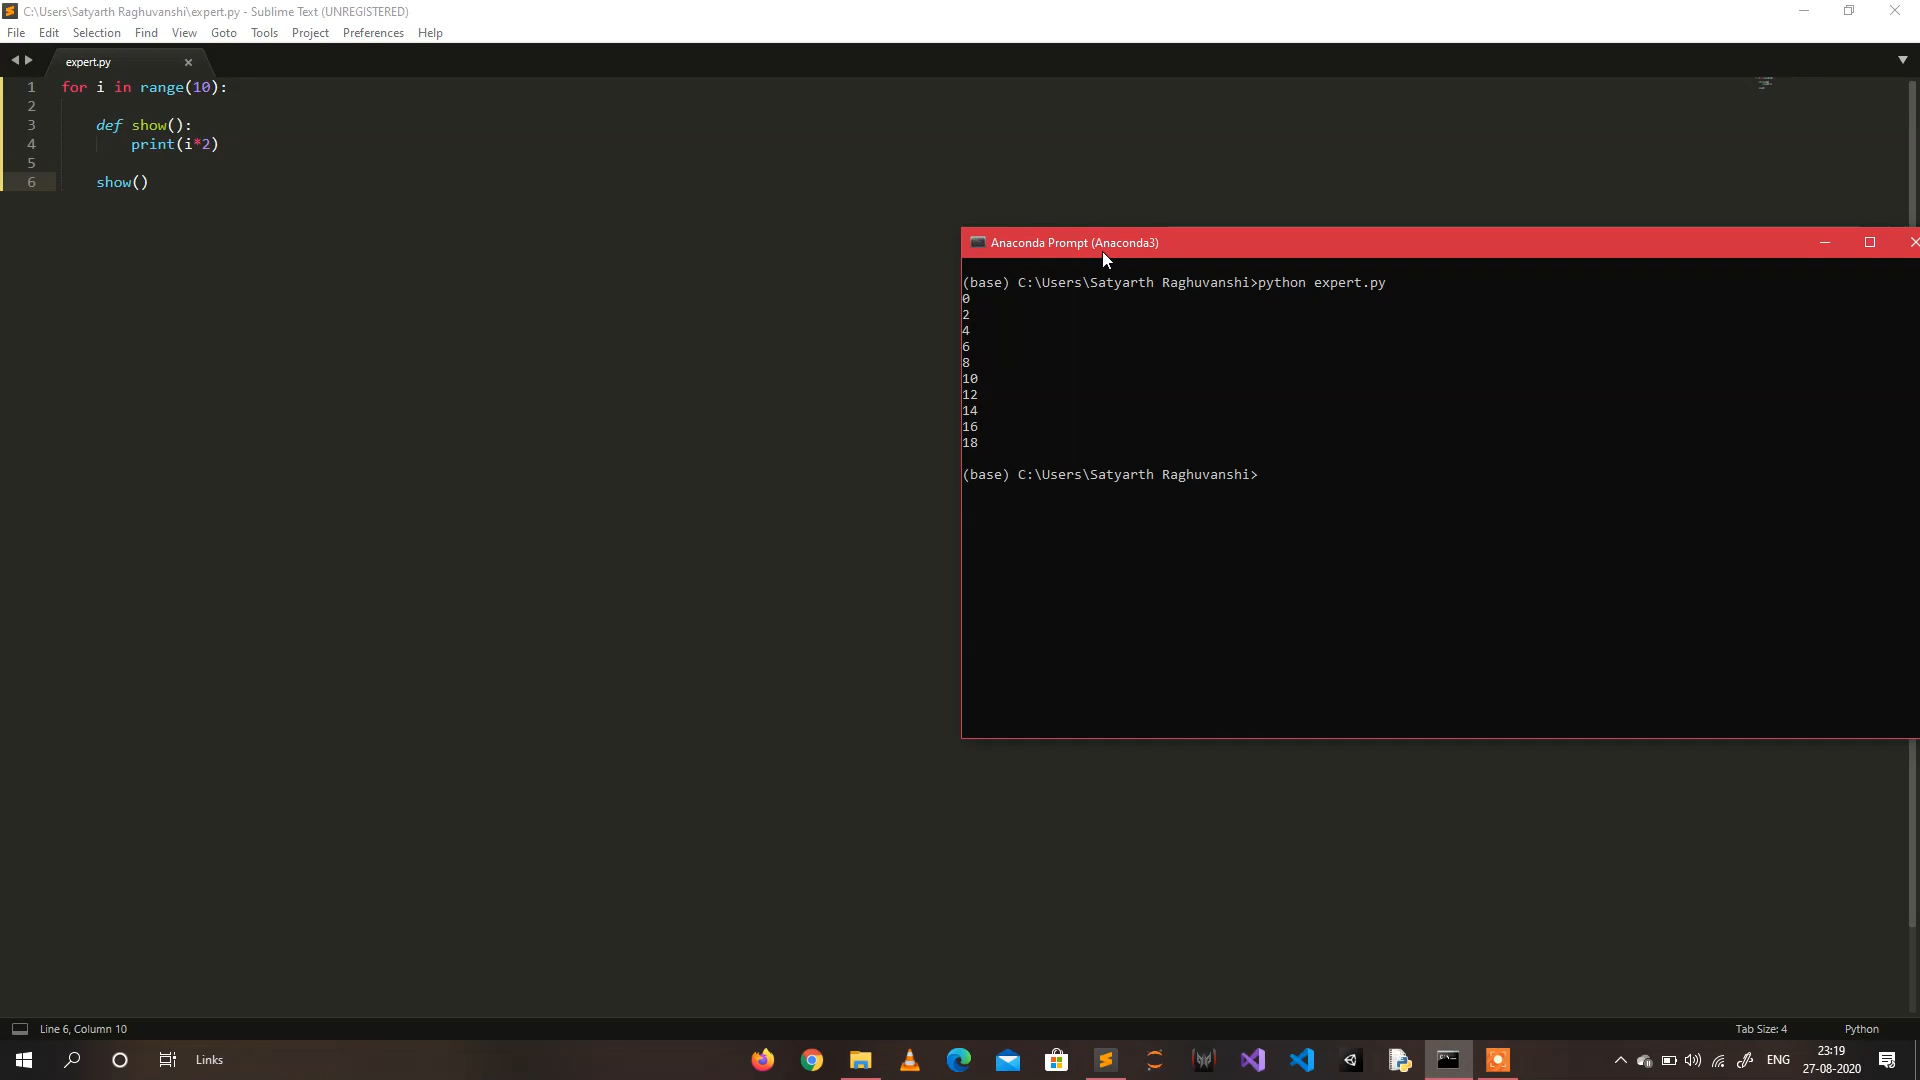 C:\Users\Satyarth Raghuvanshi\expert.py - Sublime Text (UNREGISTERED)
File Edit Selection Find View Goto Tools Project Preferences Help
expert.py
1 for i in range(10):
2
3 def show():
4 print(i*2)
5
6 show()
Anaconda Prompt (Anaconda3)
(base) C:\Users\Satyarth Raghuvanshi>python expert.py
0
2
4
6
8
10
12
14
16
18
(base) C:\Users\Satyarth Raghuvanshi>
Line 6, Column 10 Tab Size: 4 Python
Links ENG 23:19
27-08-2020